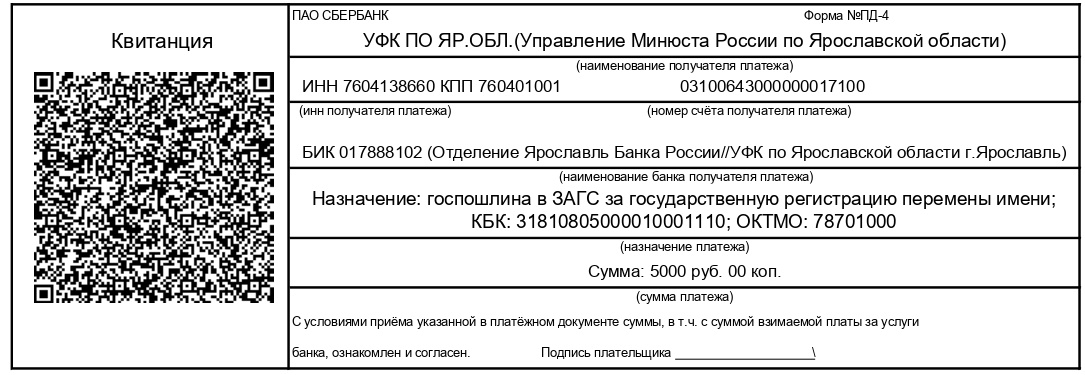 Квитанция
ПАО СБЕРБАНК Форма №ПД-4
УФК ПО ЯР.ОБЛ.(Управление Минюста России по Ярославской области)
(наименование получателя платежа)
ИНН 7604138660 КПП 760401001 03100643000000017100
(инн получателя платежа) (номер счёта получателя платежа)
БИК 017888102 (Отделение Ярославль Банка России//УФК по Ярославской области г.Ярославль)
(наименование банка получателя платежа)
Назначение: госпошлина в ЗАГС за государственную регистрацию перемены имени;
КБК: 31810805000010001110; ОКТМО: 78701000
(назначение платежа)
Сумма: 5000 руб. 00 коп.
(сумма платежа)
С условиями приёма указанной в платёжном документе суммы, в т.ч. с суммой взимаемой платы за услуги
банка, ознакомлен и согласен. Подпись плательщика ____________________\